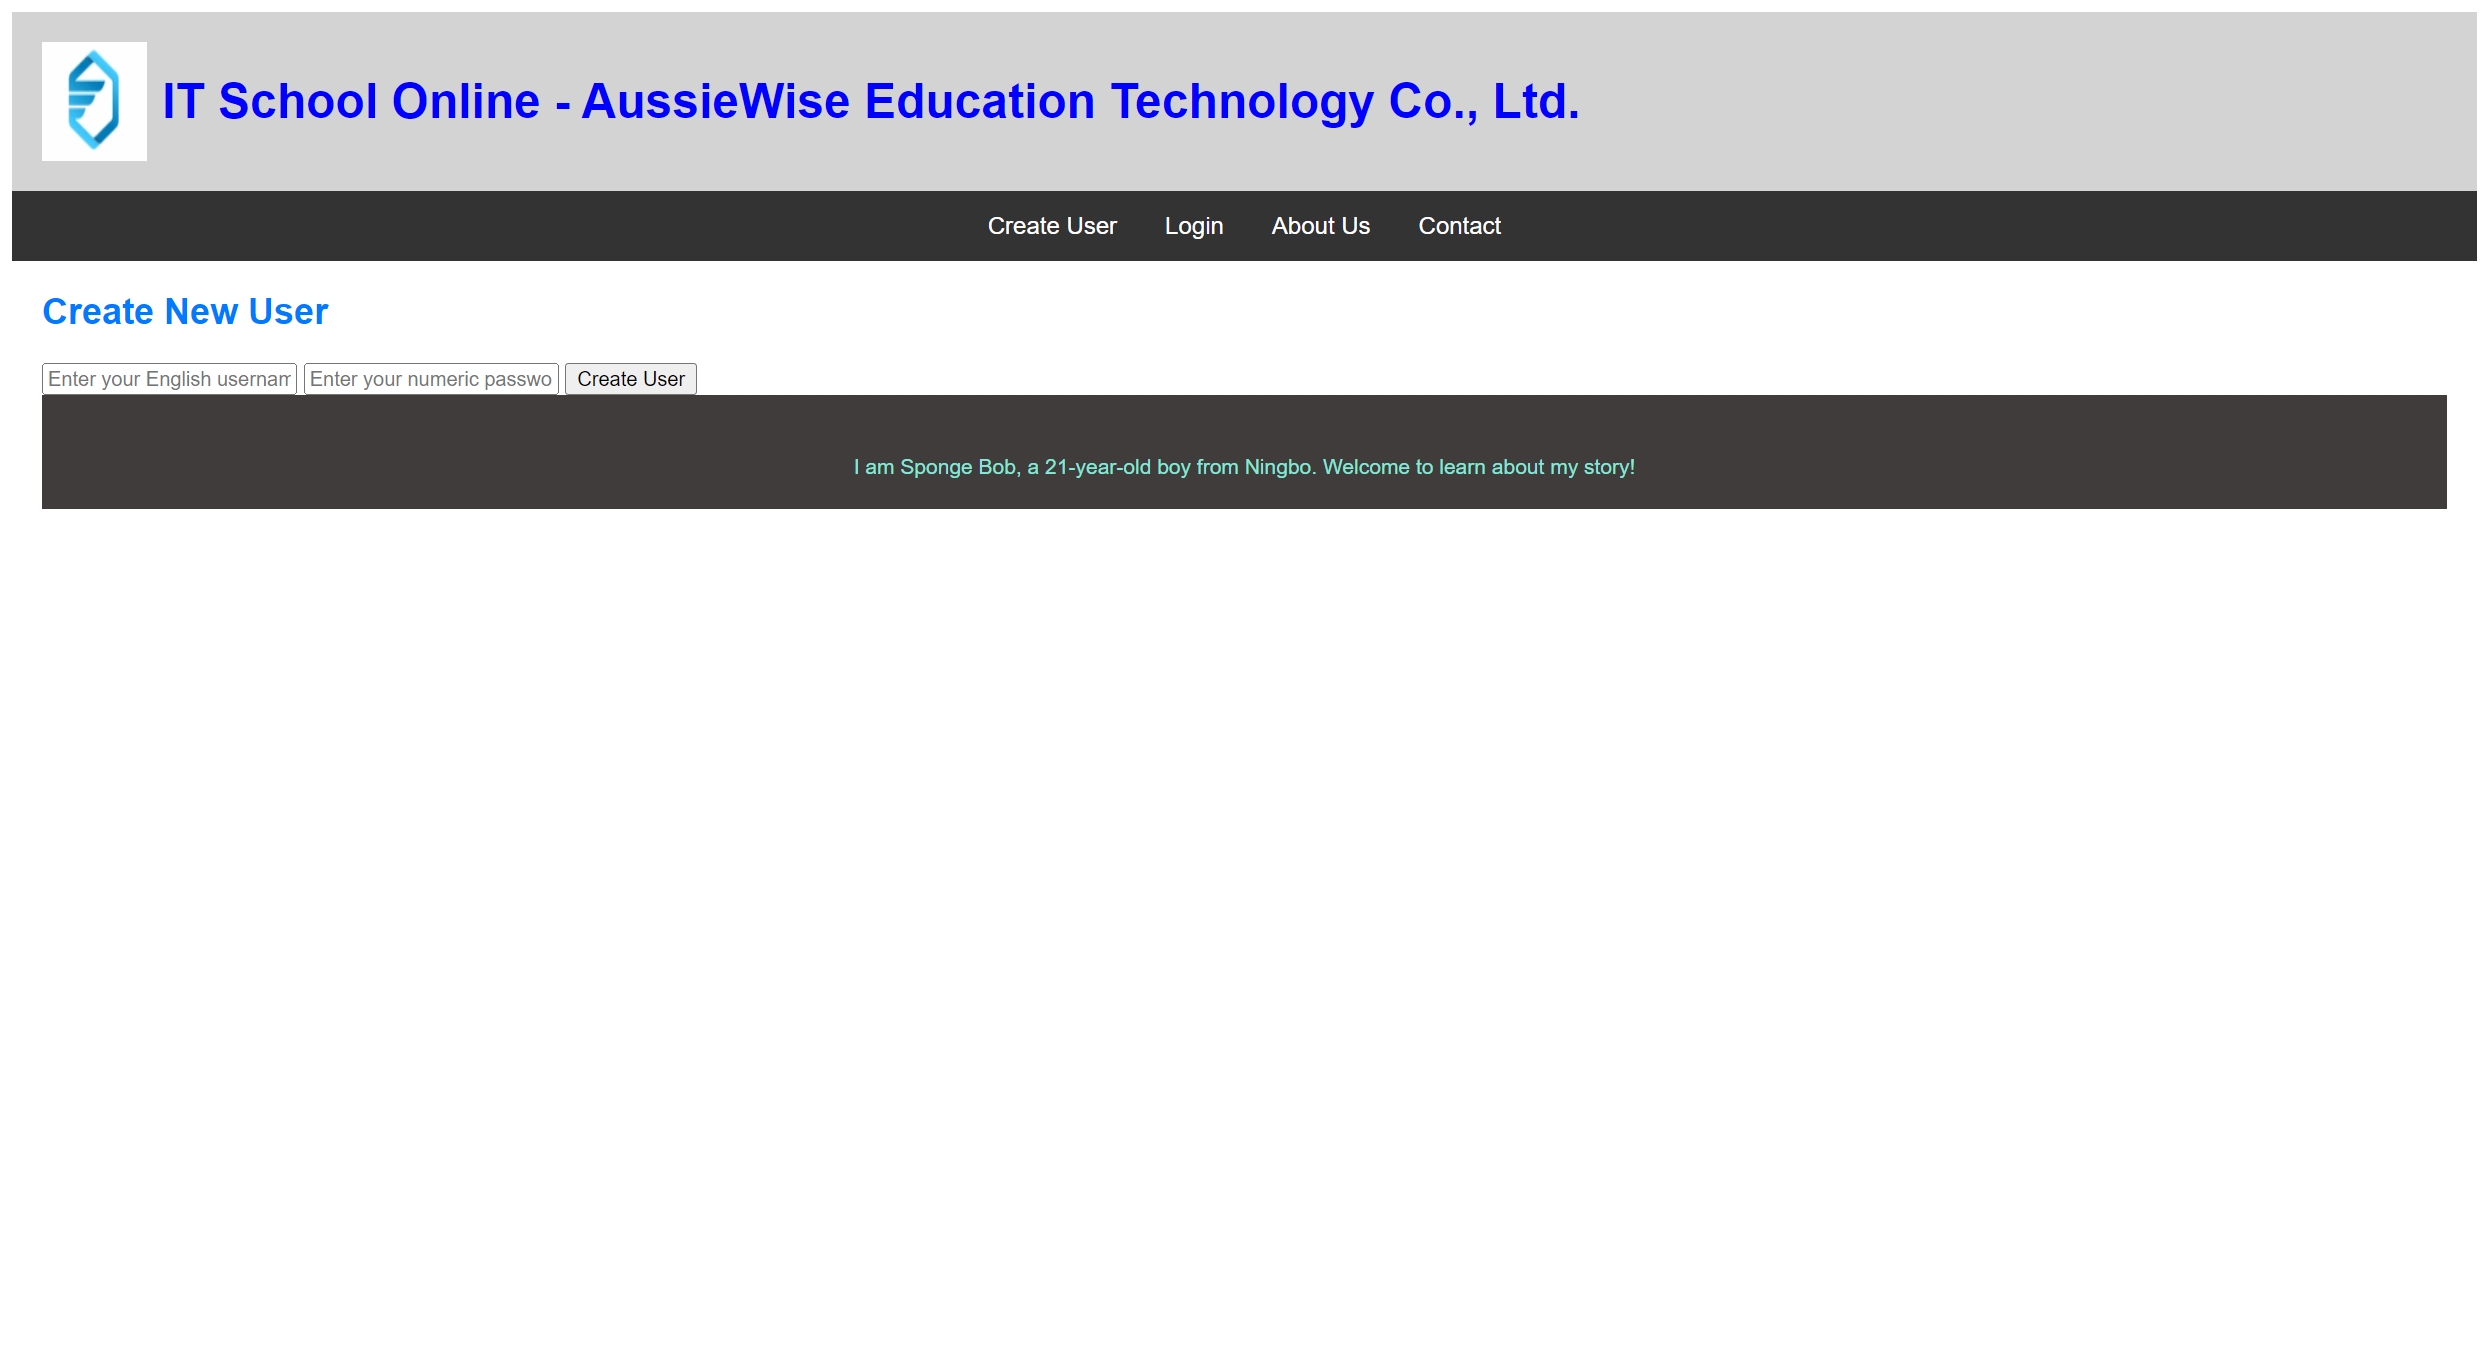 IT School Online - AussieWise Education Technology Co., Ltd.
Create User Login About Us Contact
Create New User
Enter your English usernam Enter your numeric passwo Create User
I am Sponge Bob, a 21-year-old boy from Ningbo. Welcome to learn about my story!